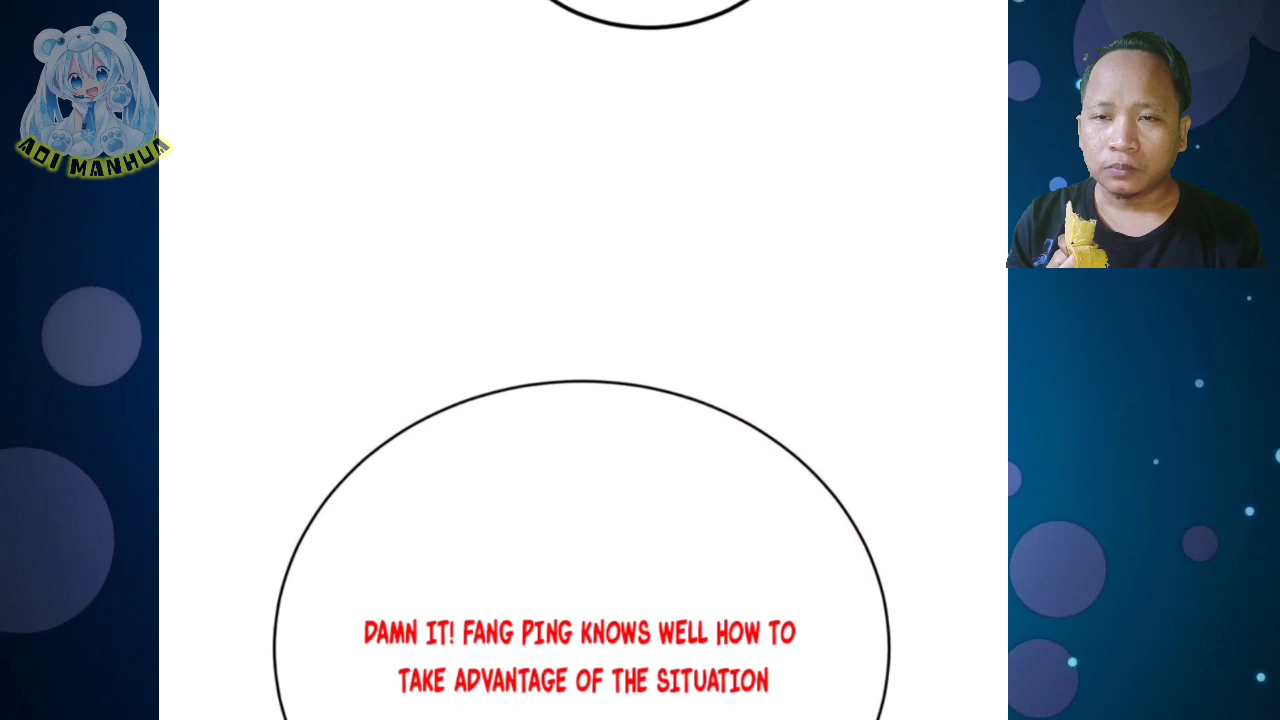 AOI MANHUA
DAMN IT! FANG PING KNOWS WELL HOW TO
TAKE ADVANTAGE OF THE SITUATION